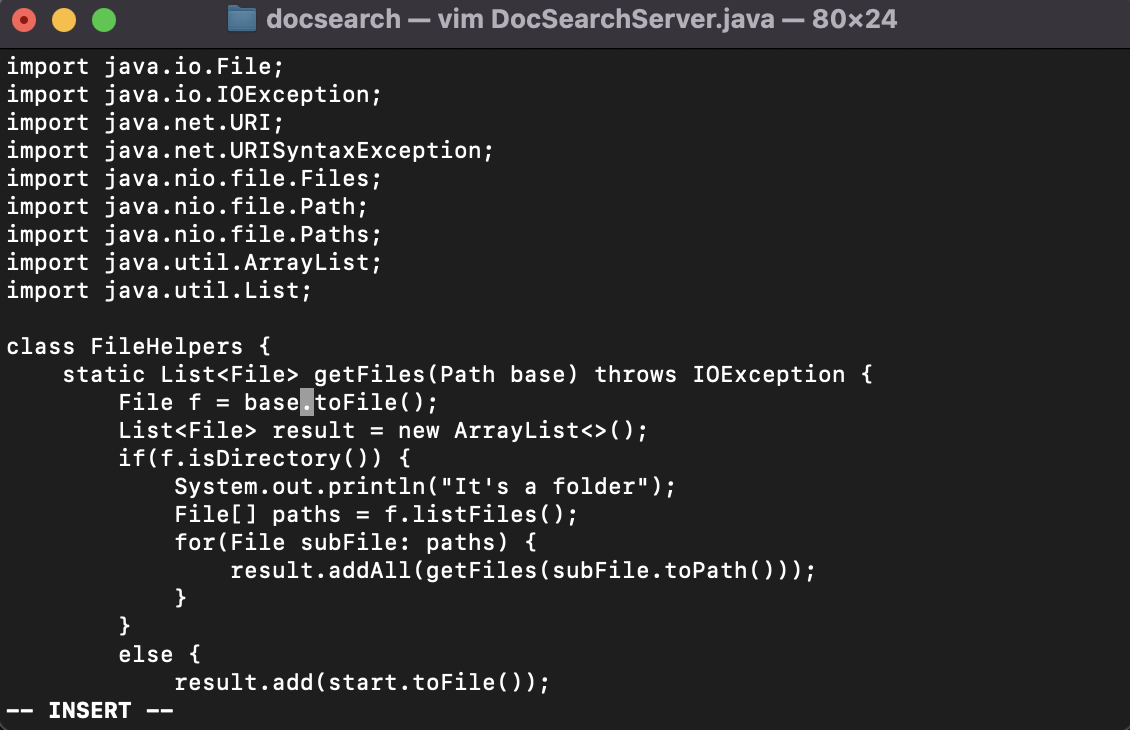 docsearch — vim DocSearchServer.java — 80×24
import java.io.File;
import java.io.IOException;
import java.net.URI;
import java.net.URISyntaxException;
import java.nio.file.Files;
import java.nio.file.Path;
import java.nio.file.Paths;
import java.util.ArrayList;
import java.util.List;

class FileHelpers {
    static List<File> getFiles(Path base) throws IOException {
        File f = base.toFile();
        List<File> result = new ArrayList<>();
        if(f.isDirectory()) {
            System.out.println("It's a folder");
            File[] paths = f.listFiles();
            for(File subFile: paths) {
                result.addAll(getFiles(subFile.toPath()));
            }
        }
        else {
            result.add(start.toFile());
-- INSERT --